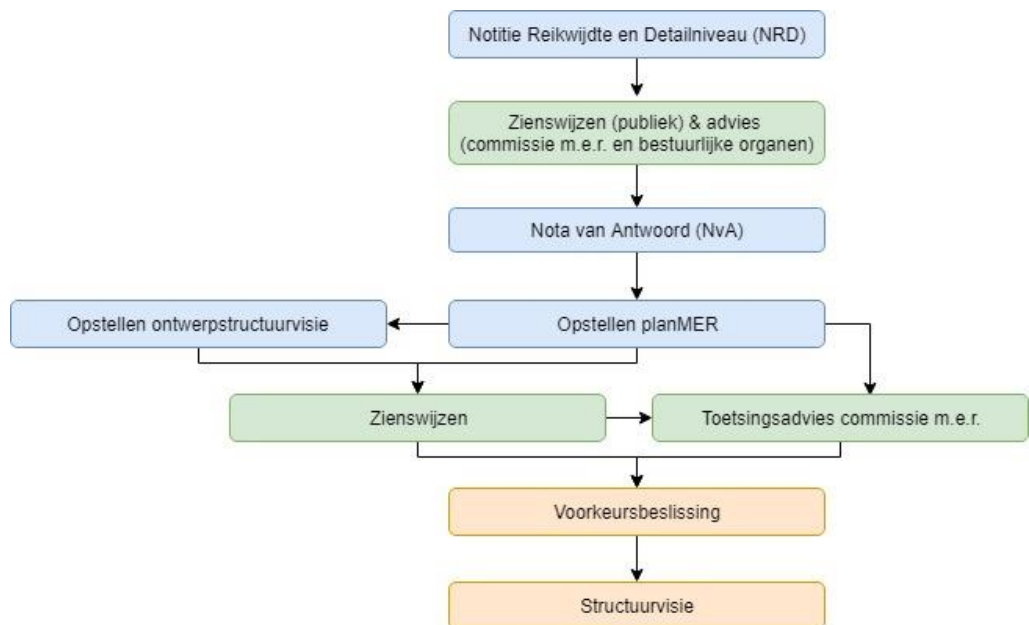 Notitie Reikwijdte en Detailniveau (NRD)
Zienswijzen (publiek) & advies
(commissie m.e.r. en bestuurlijke organen)
Nota van Antwoord (NvA)
Opstellen ontwerpstructuurvisie
Opstellen planMER
Zienswijzen
Toetsingsadvies commissie m.e.r.
Voorkeursbeslissing
Structuurvisie